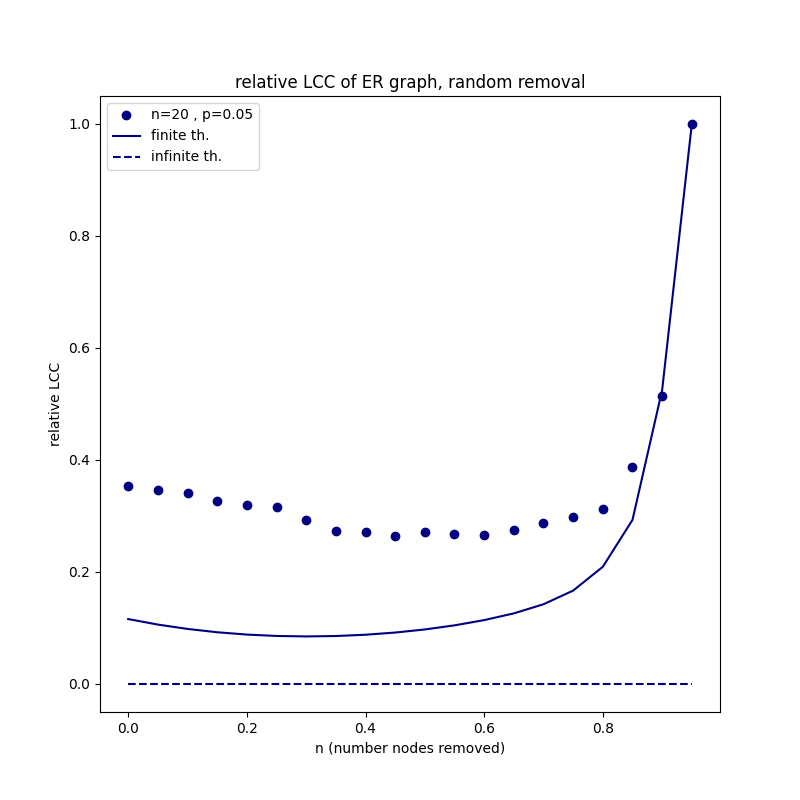 relative LCC of ER graph, random removal
n=20 , p=0.05
finite th.
infinite th.
1.0
0.8
0.6
0.4
0.2
0.0
relative LCC
0.0 0.2 0.4 0.6 0.8
n (number nodes removed)